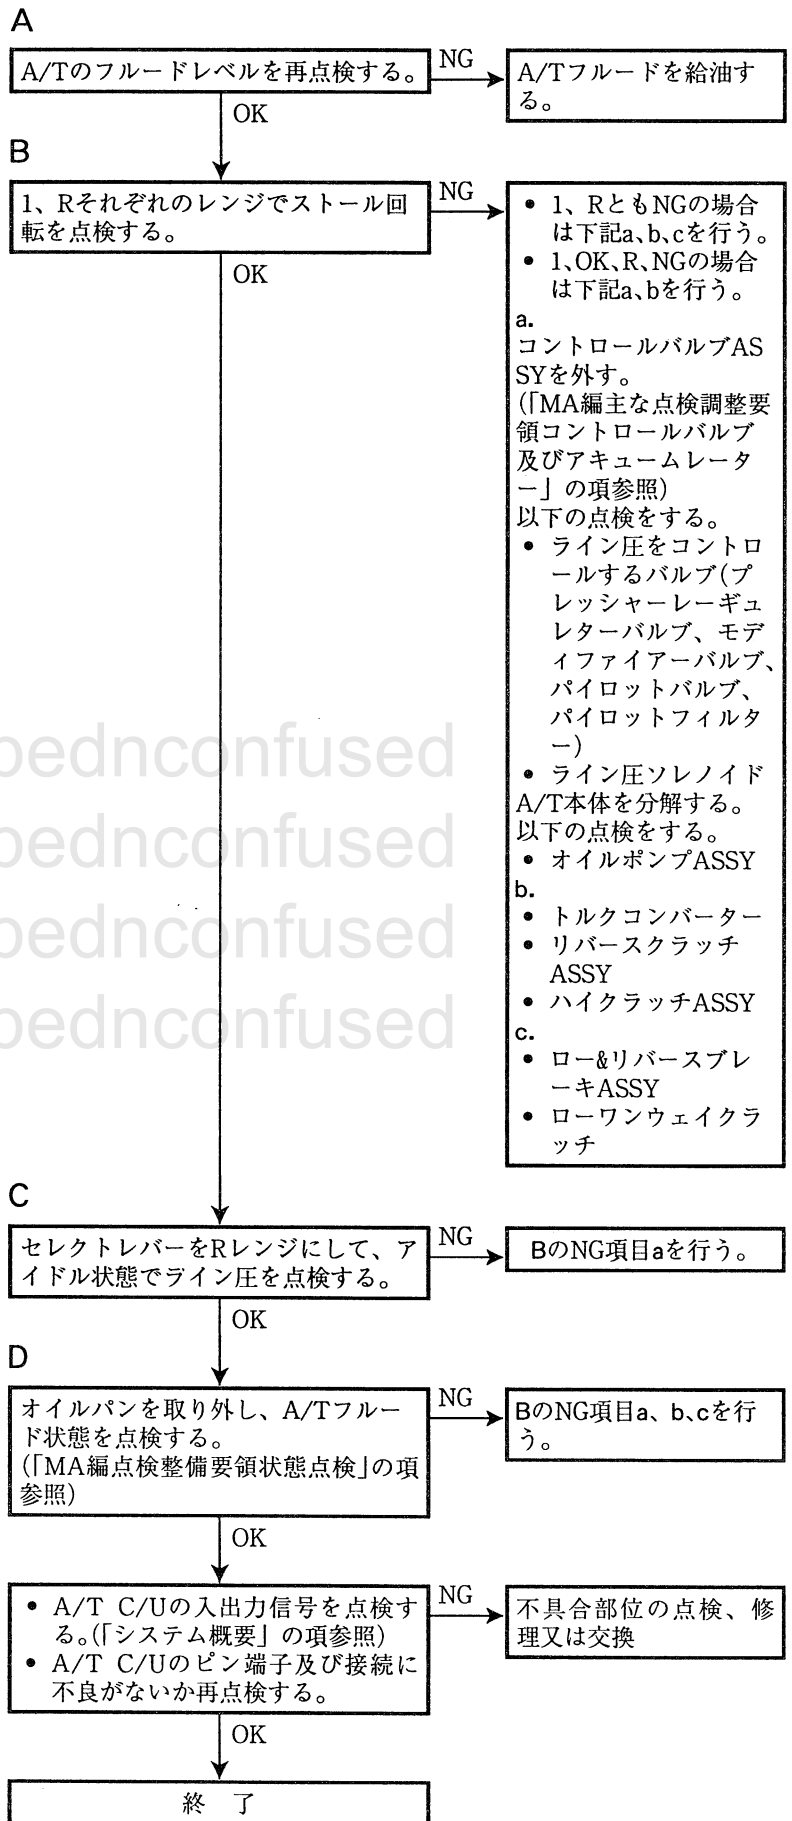 A
A/Tのフルードレベルを再点検する。
NG
A/Tフルードを給油す
る。
OK
B
1、Rそれぞれのレンジでストール回
転を点検する。
NG
• 1、RともNGの場合
は下記a、b、cを行う。
• 1、OK、R、NGの場合
は下記a、bを行う。
a.
コントロールバルブAS
SYを外す。
(「MA編主な点検調整要
領コントロールバルブ
及びアキュームレータ
ー」の項参照)
以下の点検をする。
• ライン圧をコントロ
ールするバルブ(プ
レッシャーレーギュ
レターバルブ、モデ
ィファイアーバルブ、
パイロットバルブ、
パイロットフィルタ
ー)
• ライン圧ソレノイド
A/T本体を分解する。
以下の点検をする。
• オイルポンプASSY
b.
• トルクコンバーター
• リバースクラッチ
ASSY
• ハイクラッチASSY
c.
• ロー&リバースブレ
ーキASSY
• ローワンウェイクラ
ッチ
OK
pednconfused
pednconfused
pednconfused
pednconfused
C
セレクトレバーをRレンジにして、ア
イドル状態でライン圧を点検する。
NG
BのNG項目aを行う。
OK
D
オイルパンを取り外し、A/Tフルー
ド状態を点検する。
(「MA編点検整備要領状態点検」の項
参照)
NG
BのNG項目a、b、cを行
う。
OK
• A/T C/Uの入出力信号を点検す
る。(「システム概要」の項参照)
• A/T C/Uのピン端子及び接続に
不良がないか再点検する。
NG
不具合部位の点検、修
理又は交換
OK
終 了